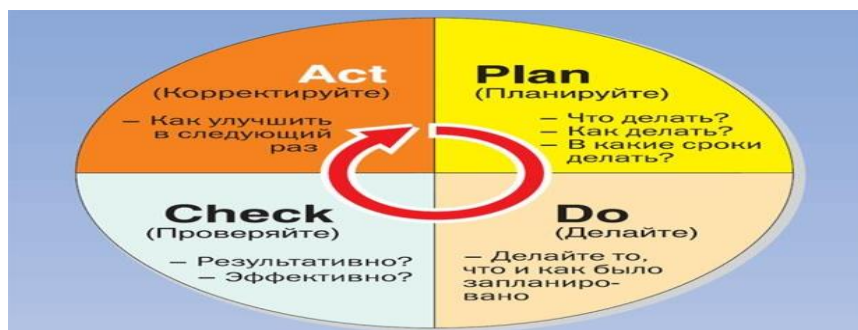 Act
(Корректируйте)
– Как улучшить
в следующий
раз
Plan
(Планируйте)
– Что делать?
– Как делать?
– В какие сроки
делать?
Check
(Проверяйте)
– Результативно?
– Эффективно?
Do
(Делайте)
– Делайте то,
что и как было
запланиро-
вано